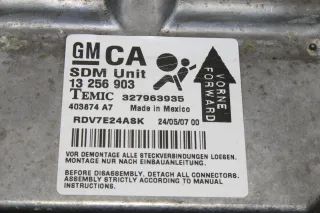 GM CA
SDM Unit
13 256 903
TEMIC 327963935
403874 A7 Made in Mexico
RDV7E24ASK 24/05/07 00
VORNE
FORWARD
VOR DEMONTAGE ALLE STECKVERBINDUNGEN LOESEN.
MONTAGE NUR NACH EINBAUANLEITUNG.
BEFORE DISASSEMBLY, DETACH ALL CONNECTORS.
ASSEMBLY STRICTLY ACCORDING TO INSTRUCTIONS.